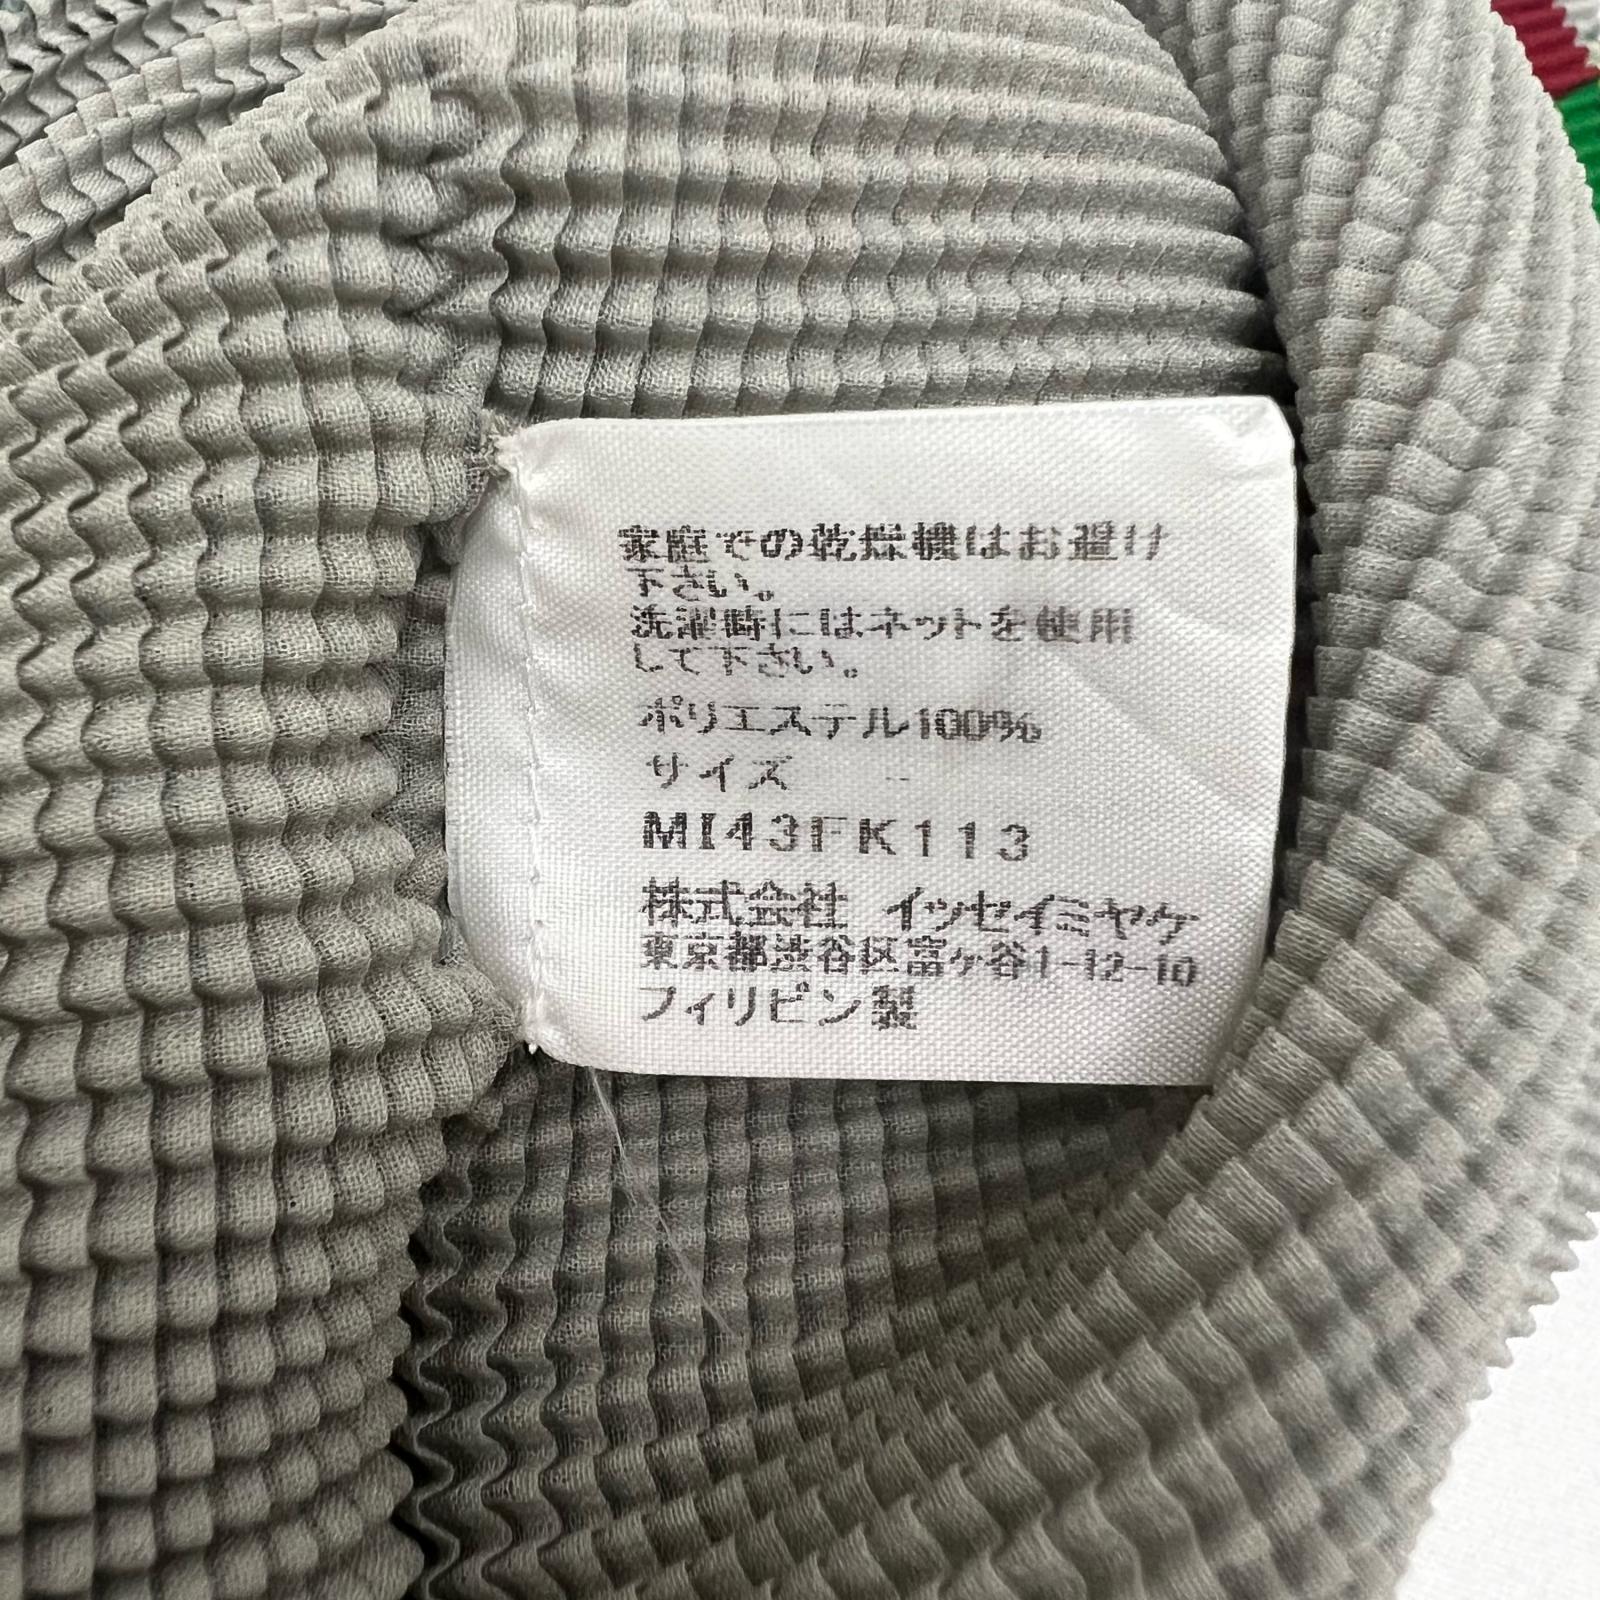 家庭での乾燥機はお避け
下さい。
洗濯時にはネットを使用
して下さい。
ポリエステル100%
サイズ -
MI43FK113
株式会社 イッセイミヤケ
東京都渋谷区富ヶ谷1-12-10
フィリピン製